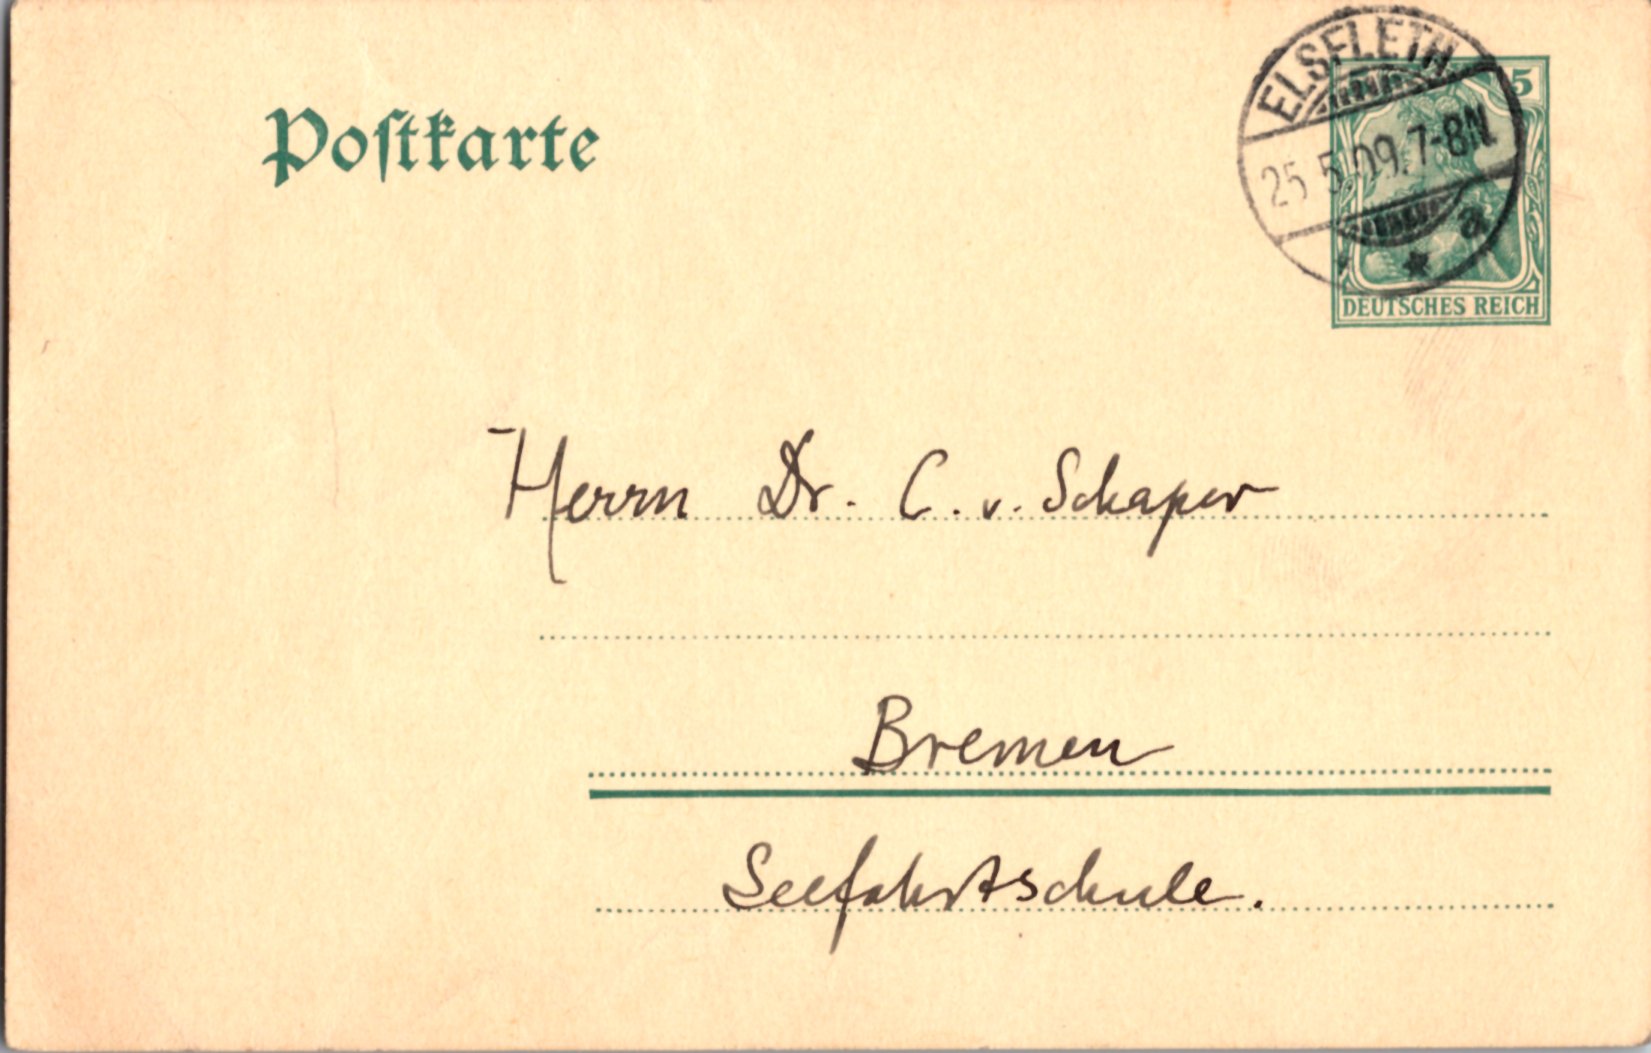 Postkarte
ELSFLETH
25.5.09.7-8N.
* a
5
DEUTSCHES REICH
Herrn Dr. C. v. Schaper
Bremen
Seefahrtschule.